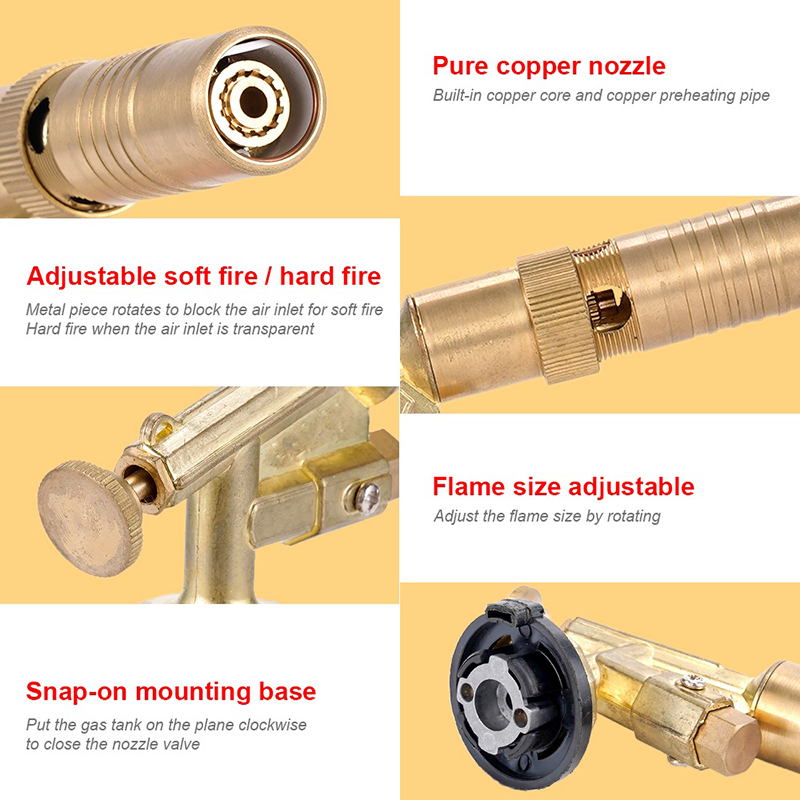 Pure copper nozzle
Built-in copper core and copper preheating pipe
Adjustable soft fire / hard fire
Metal piece rotates to block the air inlet for soft fire
Hard fire when the air inlet is transparent
Flame size adjustable
Adjust the flame size by rotating
Snap-on mounting base
Put the gas tank on the plane clockwise
to close the nozzle valve